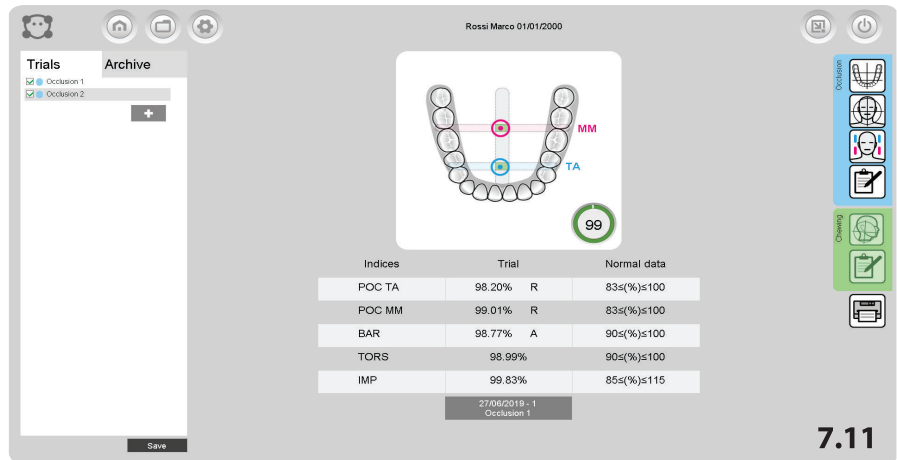 Rossi Marco 01/01/2000
Trials Archive
Occlusion 1
Occlusion 2
+
Save
MM
TA
99
Indices Trial Normal data
POC TA 98.20% R 83≤(%)≤100
POC MM 99.01% R 83≤(%)≤100
BAR 98.77% A 90≤(%)≤100
TORS 98.99% 90≤(%)≤100
IMP 99.83% 85≤(%)≤115
27/06/2019 - 1
Occlusion 1
Occlusion
Chewing
7.11